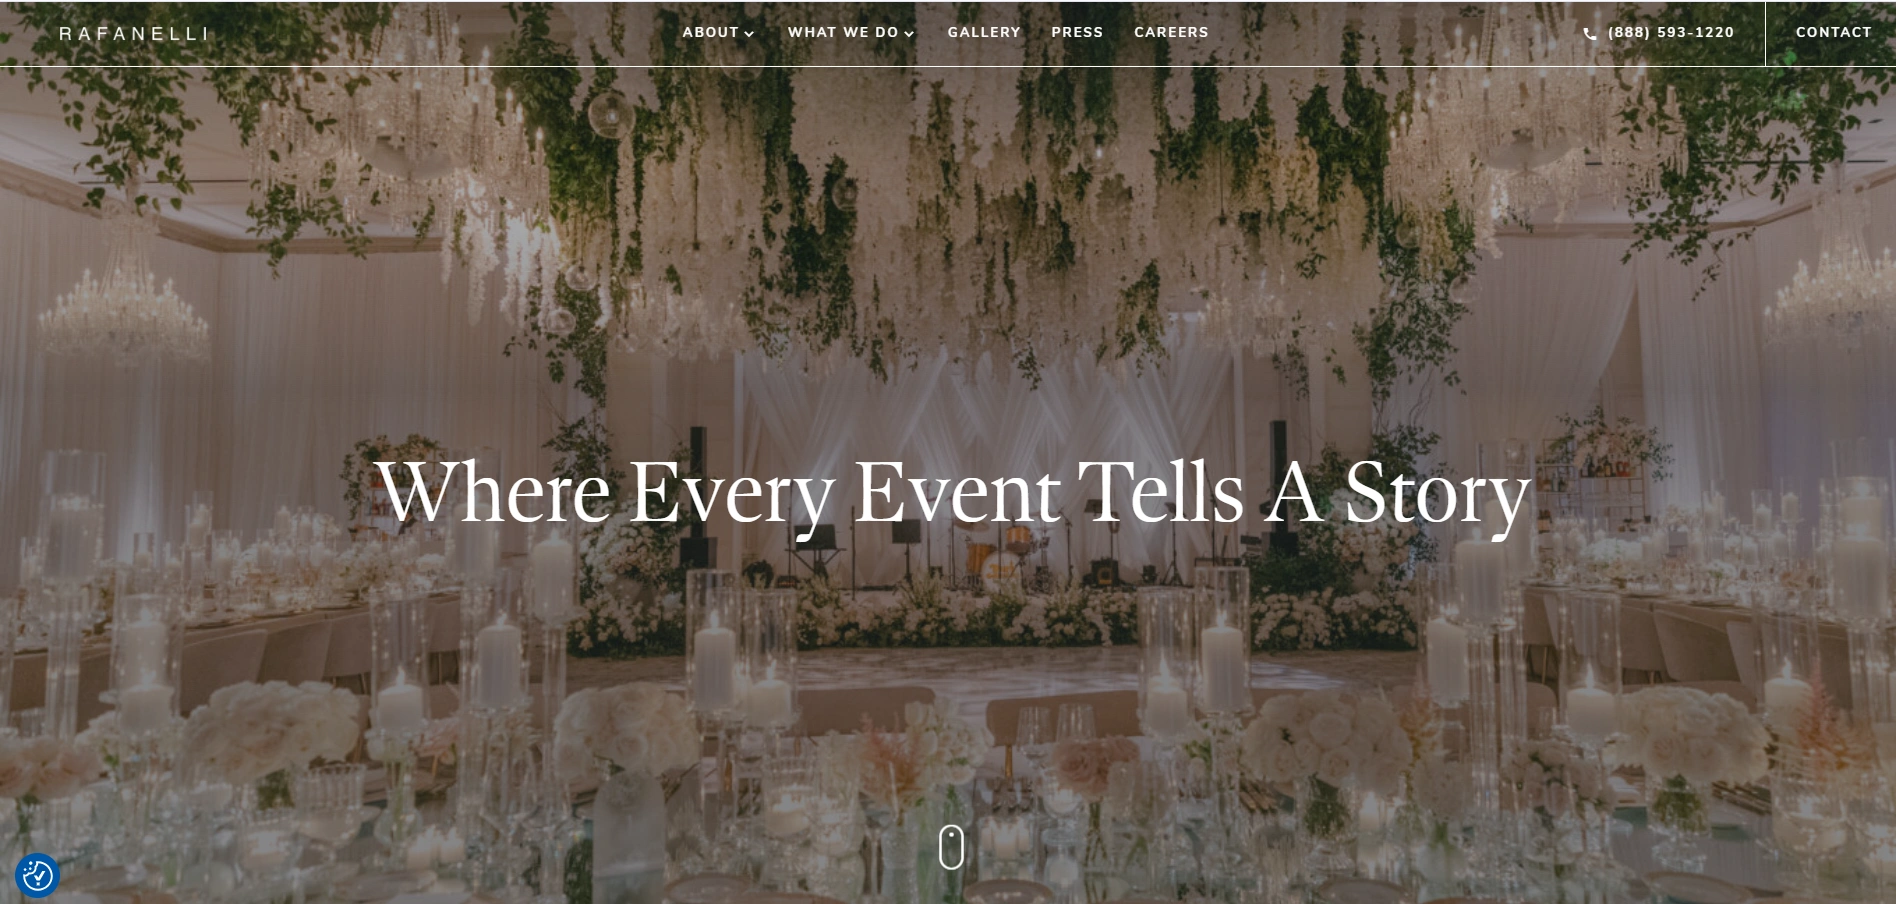 RAFANELLI
ABOUT
WHAT WE DO
GALLERY
PRESS
CAREERS
(888) 593-1220
CONTACT
Where Every Event Tells A Story